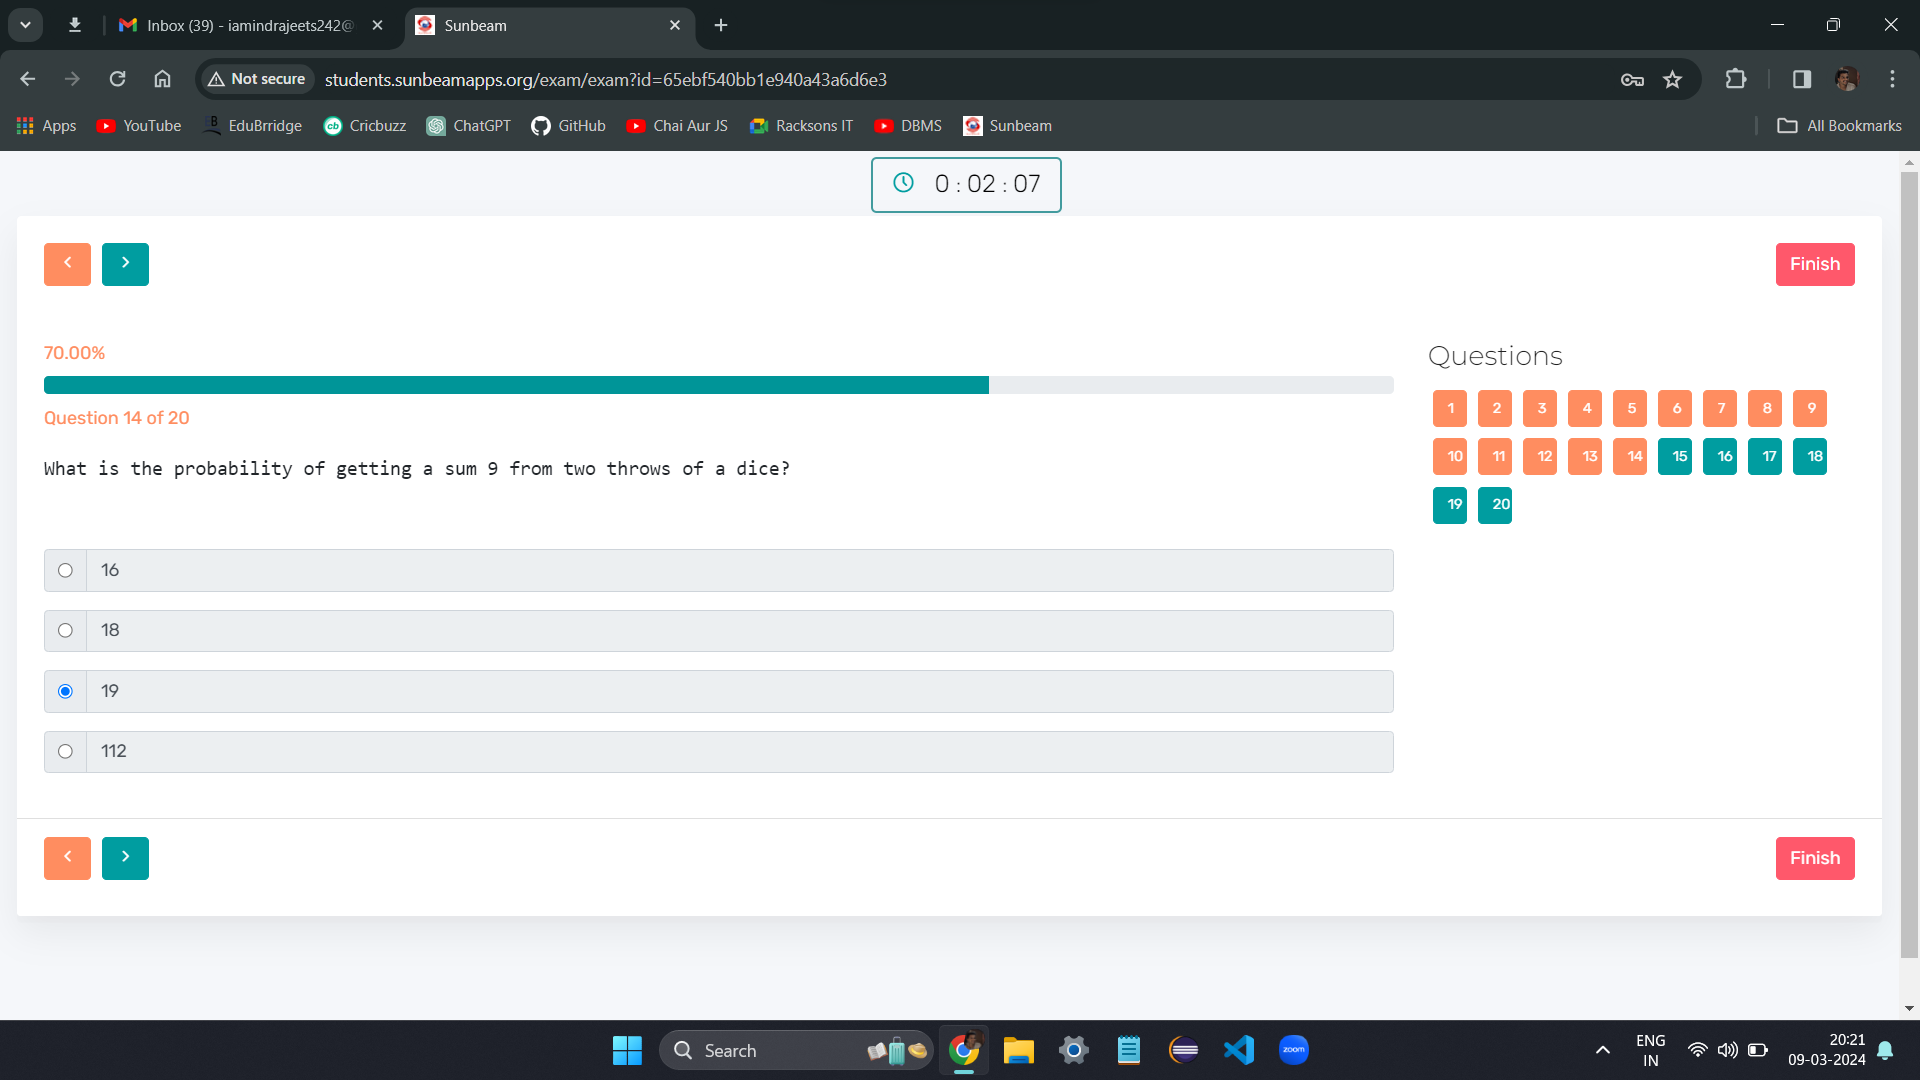 Inbox (39) - iamindrajeets242@
Sunbeam
Not secure
students.sunbeamapps.org/exam/exam?id=65ebf540bb1e940a43a6d6e3
Apps YouTube EduBrridge Cricbuzz ChatGPT GitHub Chai Aur JS Racksons IT DBMS Sunbeam All Bookmarks
0 : 02 : 07
Finish
70.00%
Question 14 of 20
What is the probability of getting a sum 9 from two throws of a dice?
16
18
19
112
Questions
1 2 3 4 5 6 7 8 9
10 11 12 13 14 15 16 17 18
19 20
Finish
Search
zoom
ENG
IN
20:21
09-03-2024